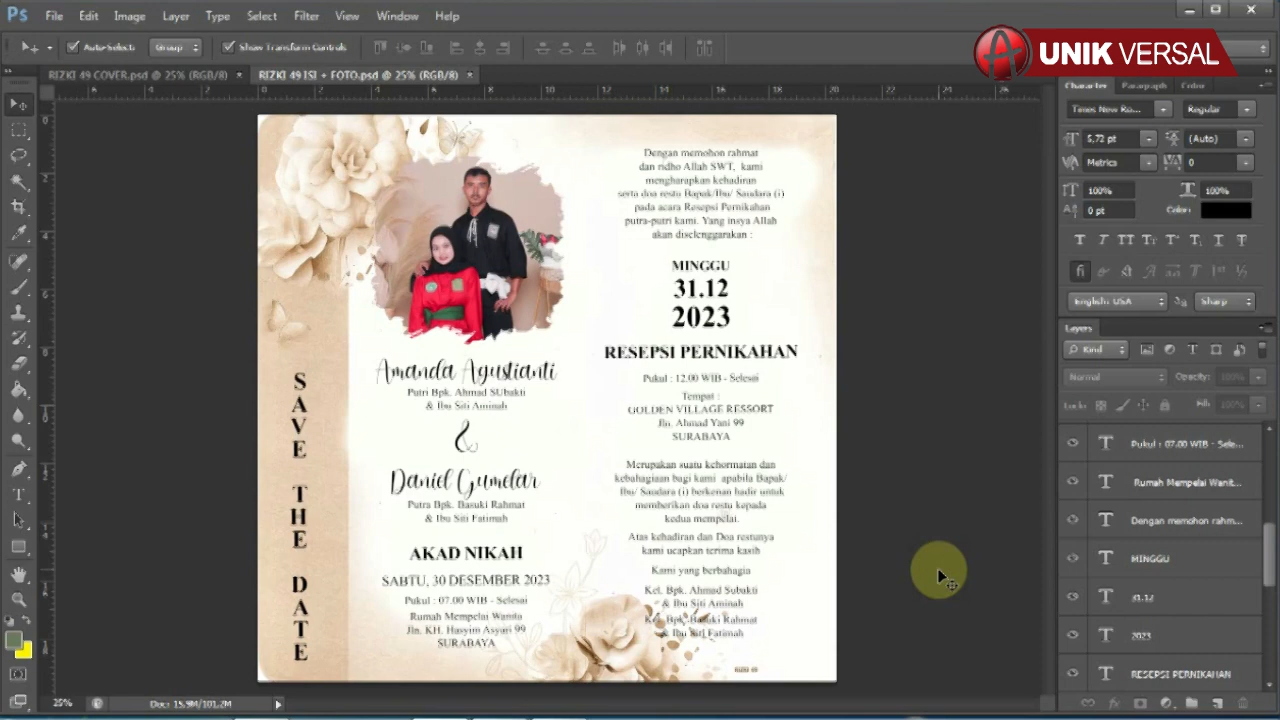 Ps File Edit Image Layer Type Select Filter View Window Help
UNIK VERSAL
Auto-Select: Group Show Transform Controls
RIZKI 49 COVER.psd @ 25% (RGB/8) × RIZKI 49 ISI + FOTO.psd @ 25% (RGB/8) ×
Character Paragraph Color
Times New Ro... Regular
5,72 pt (Auto)
Metrics 0
100% 100%
0 pt Color:
English: USA Sharp
Layers
Kind
Normal Opacity: 100%
Lock: Fill: 100%
Pukul : 07.00 WIB - Sele...
Rumah Mempelai Wanit...
Dengan memohon rahm...
MINGGU
31.12
2023
RESEPSI PERNIKAHAN
SAVE THE DATE
Amanda Agustianti
Putri Bpk. Ahmad SUbakti
& Ibu Siti Aminah
&
Daniel Gumelar
Putra Bpk. Basuki Rahmat
& Ibu Siti Fatimah
AKAD NIKAH
SABTU, 30 DESEMBER 2023
Pukul : 07.00 WIB - Selesai
Rumah Mempelai Wanita
Jln. KH. Hasyim Asyari 99
SURABAYA
Dengan memohon rahmat
dan ridho Allah SWT, kami
mengharapkan kehadiran
serta doa restu Bapak/Ibu/ Saudara (i)
pada acara Resepsi Pernikahan
putra-putri kami. Yang insya Allah
akan diselenggarakan :
MINGGU
31.12
2023
RESEPSI PERNIKAHAN
Pukul : 12.00 WIB - Selesai
Tempat :
GOLDEN VILLAGE RESSORT
Jln. Ahmad Yani 99
SURABAYA
Merupakan suatu kehormatan dan
kebahagiaan bagi kami apabila Bapak/
Ibu/ Saudara (i) berkenan hadir untuk
memberikan doa restu kepada
kedua mempelai.
Atas kehadiran dan Doa restunya
kami ucapkan terima kasih
Kami yang berbahagia
Kel. Bpk. Ahmad Subakti
& Ibu Siti Aminah
Kel. Bpk. Basuki Rahmat
& Ibu Siti Fatimah
RIZKI 49
25% Doc: 15,9M/101,2M